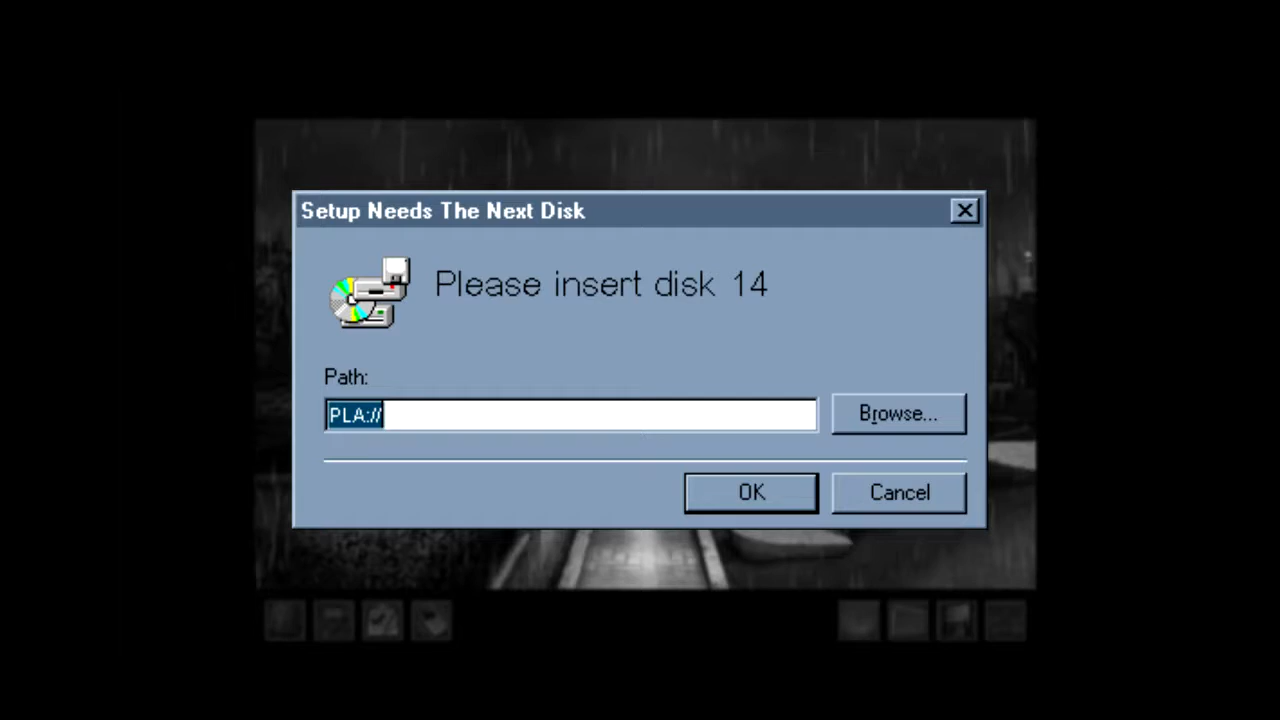 Setup Needs The Next Disk
Please insert disk 14
Path:
PLA://
Browse...
OK
Cancel